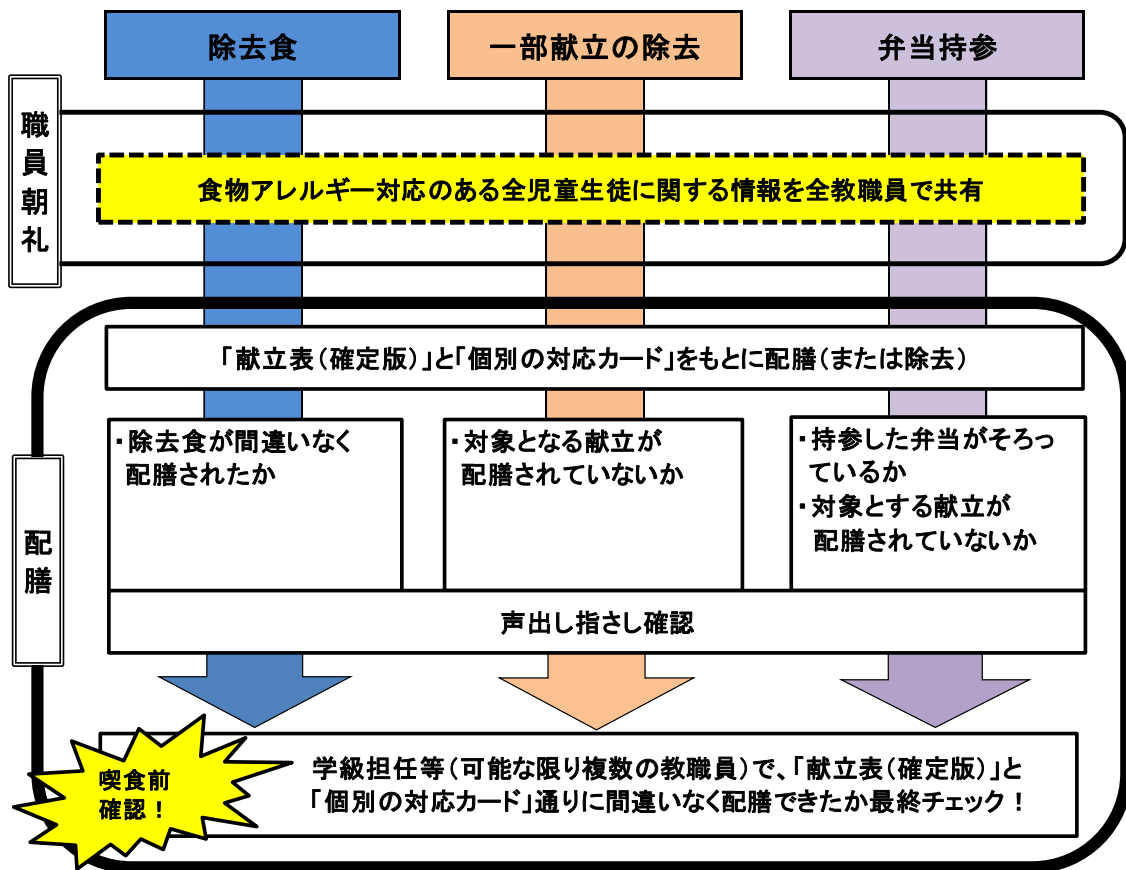 除去食
一部献立の除去
弁当持参
職員朝礼
食物アレルギー対応のある全児童生徒に関する情報を全教職員で共有
「献立表（確定版）」と「個別の対応カード」をもとに配膳（または除去）
・除去食が間違いなく
配膳されたか
・対象となる献立が
配膳されていないか
・持参した弁当がそろっ
ているか
・対象とする献立が
配膳されていないか
配膳
声出し指さし確認
喫食前
確認！
学級担任等（可能な限り複数の教職員）で、「献立表（確定版）」と
「個別の対応カード」通りに間違いなく配膳できたか最終チェック！